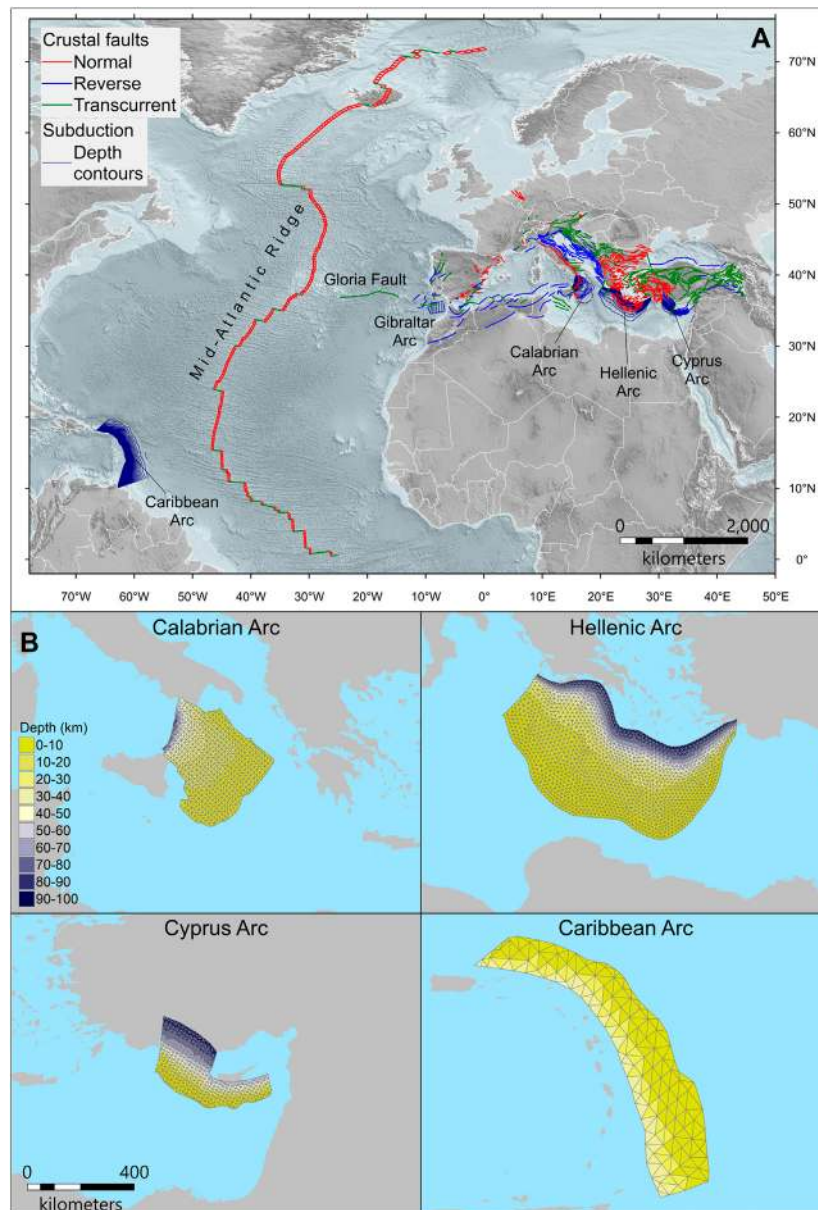 A
Crustal faults
Normal
Reverse
Transcurrent
Subduction
Depth
contours
70°N
60°N
50°N
40°N
30°N
20°N
10°N
0°
Mid-Atlantic Ridge
Gloria Fault
Gibraltar
Arc
Calabrian
Arc
Hellenic
Arc
Cyprus
Arc
Caribbean
Arc
0 2,000
kilometers
70°W 60°W 50°W 40°W 30°W 20°W 10°W 0° 10°E 20°E 30°E 40°E 50°E
B
Calabrian Arc
Depth (km)
0-10
10-20
20-30
30-40
40-50
50-60
60-70
70-80
80-90
90-100
Hellenic Arc
Cyprus Arc
0 400
kilometers
Caribbean Arc